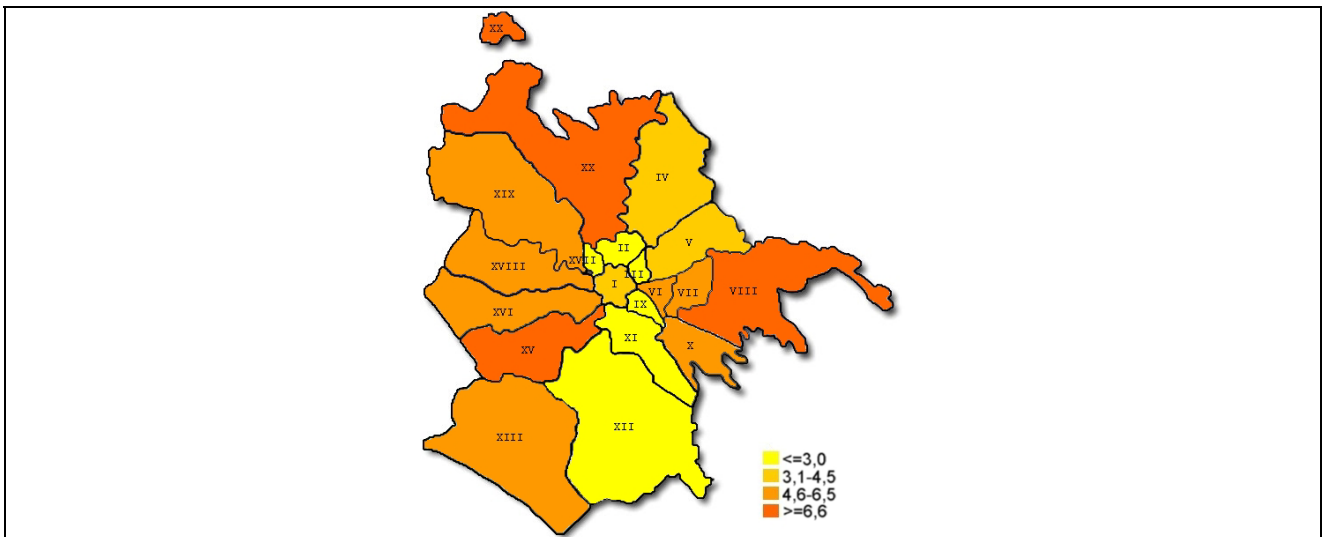 XX
XX
IV
XIX
V
II
XVII
XVIII
III
I
VI
VII
VIII
IX
XVI
XI
X
XV
XII
XIII
<=3,0
3,1-4,5
4,6-6,5
>=6,6